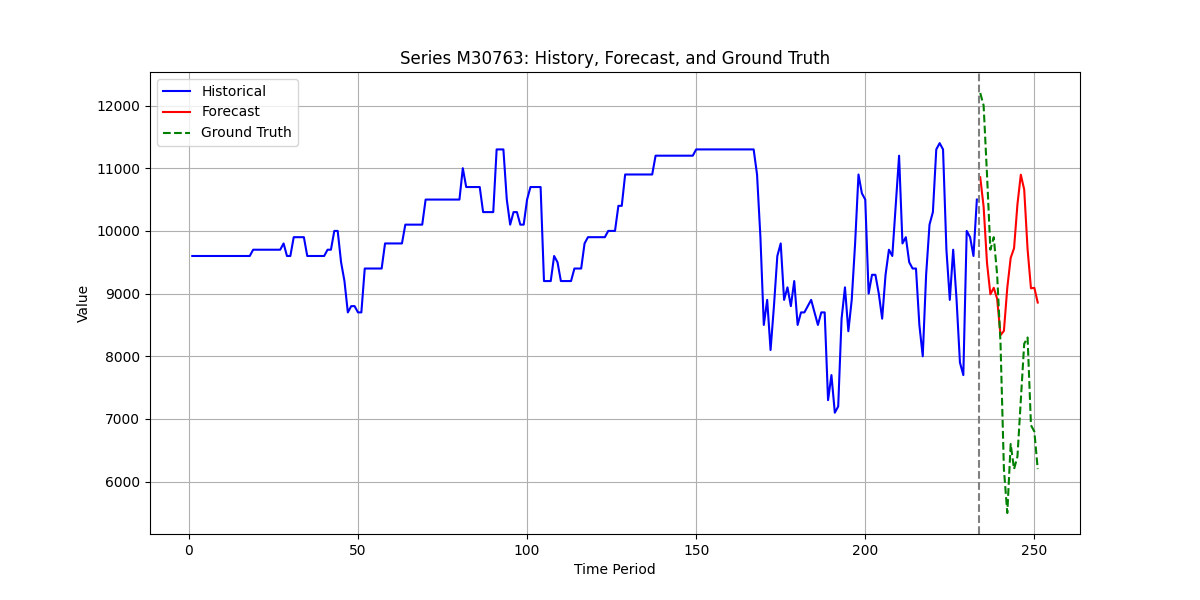 Series M30763: History, Forecast, and Ground Truth
Historical
Forecast
Ground Truth
12000
11000
10000
9000
8000
7000
6000
Value
0 50 100 150 200 250
Time Period